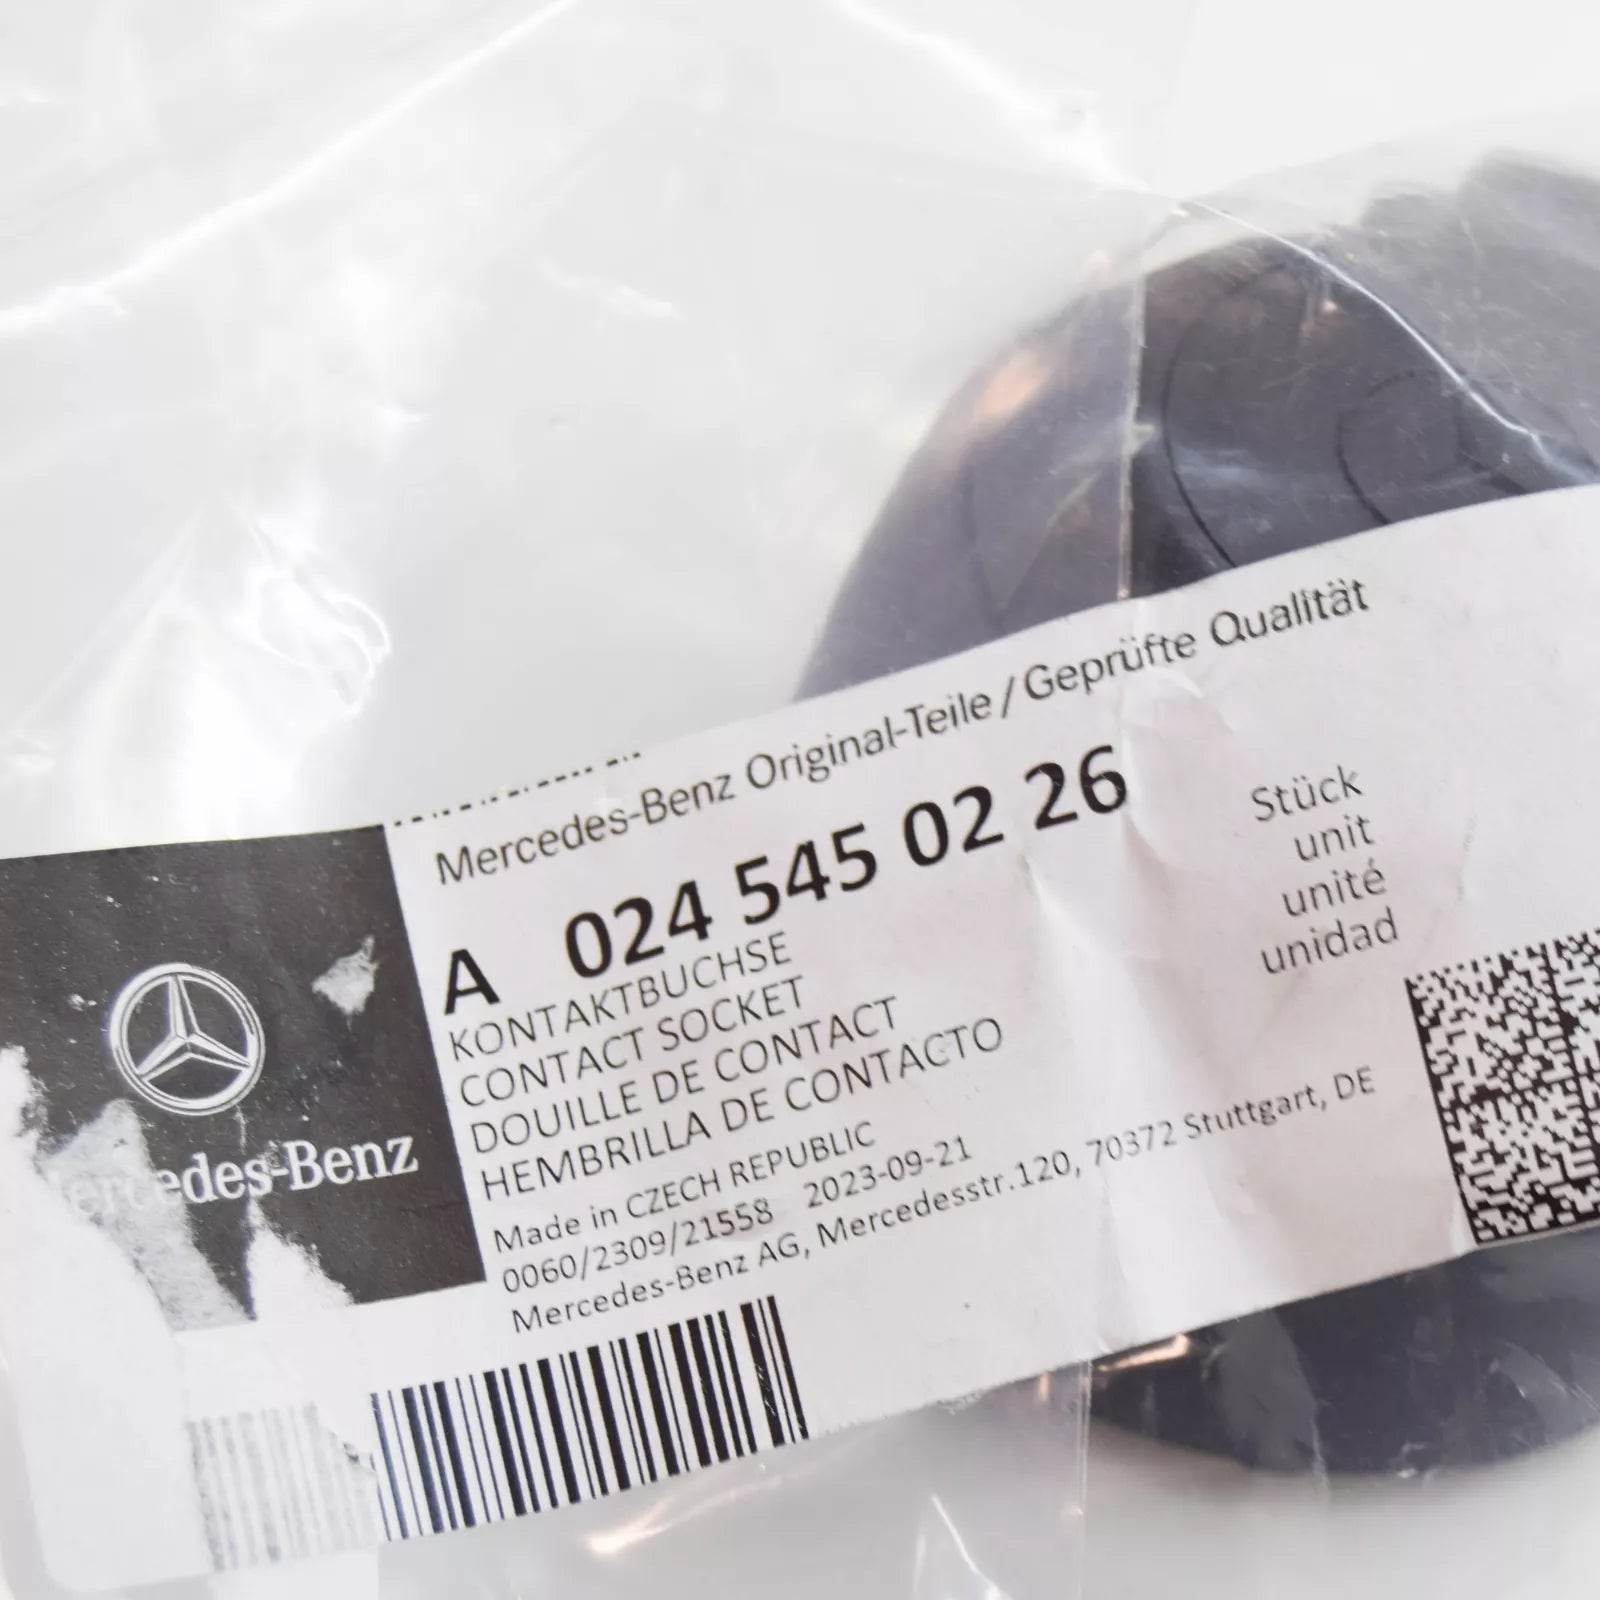 Mercedes-Benz Original-Teile / Geprüfte Qualität
A 024 545 02 26
Stück
unit
unité
unidad
KONTAKTBUCHSE
CONTACT SOCKET
DOUILLE DE CONTACT
HEMBRILLA DE CONTACTO
Made in CZECH REPUBLIC
0060/2309/21558 2023-09-21
Mercedes-Benz AG, Mercedesstr.120, 70372 Stuttgart, DE
Mercedes-Benz